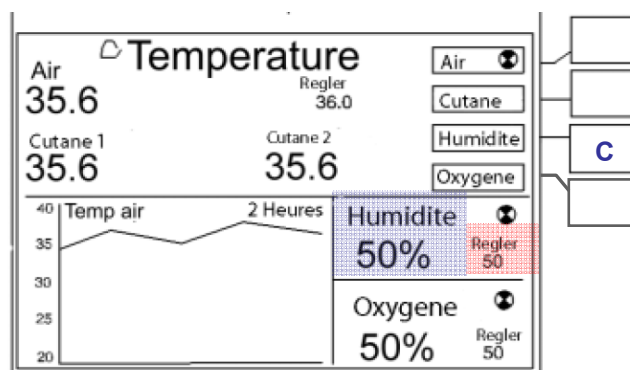 Temperature
Air
35.6
Regler
36.0
Cutane 1
35.6
Cutane 2
35.6
Air
Cutane
Humidite
Oxygene
C
Temp air
2 Heures
40
35
30
25
20
Humidite
50%
Regler
50
Oxygene
50%
Regler
50